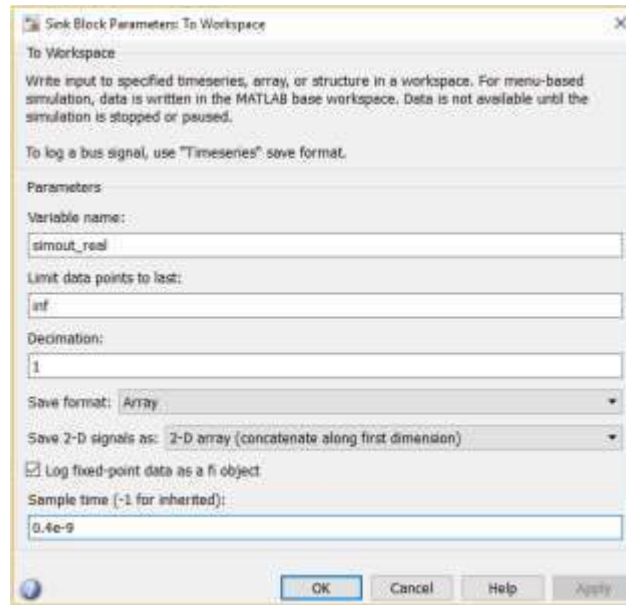 Sink Block Parameters: To Workspace
To Workspace
Write input to specified timeseries, array, or structure in a workspace. For menu-based
simulation, data is written in the MATLAB base workspace. Data is not available until the
simulation is stopped or paused.
To log a bus signal, use "Timeseries" save format.
Parameters
Variable name:
simout_real
Limit data points to last:
inf
Decimation:
1
Save format: Array
Save 2-D signals as: 2-D array (concatenate along first dimension)
Log fixed-point data as a fi object
Sample time (-1 for inherited):
0.4e-9
OK Cancel Help Apply